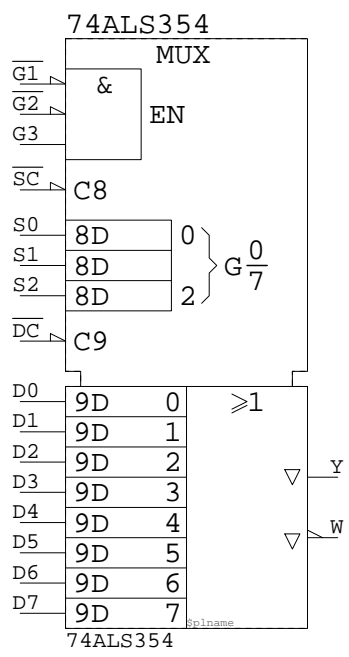 74ALS354
MUX
G1
&
G2
EN
G3
SC C8
S0 8D 0
S1 8D G 0/7
S2 8D 2
DC C9
D0 9D 0 ⩾1
D1 9D 1
D2 9D 2
D3 9D 3 Y
D4 9D 4
D5 9D 5 W
D6 9D 6
D7 9D 7 $plname
74ALS354